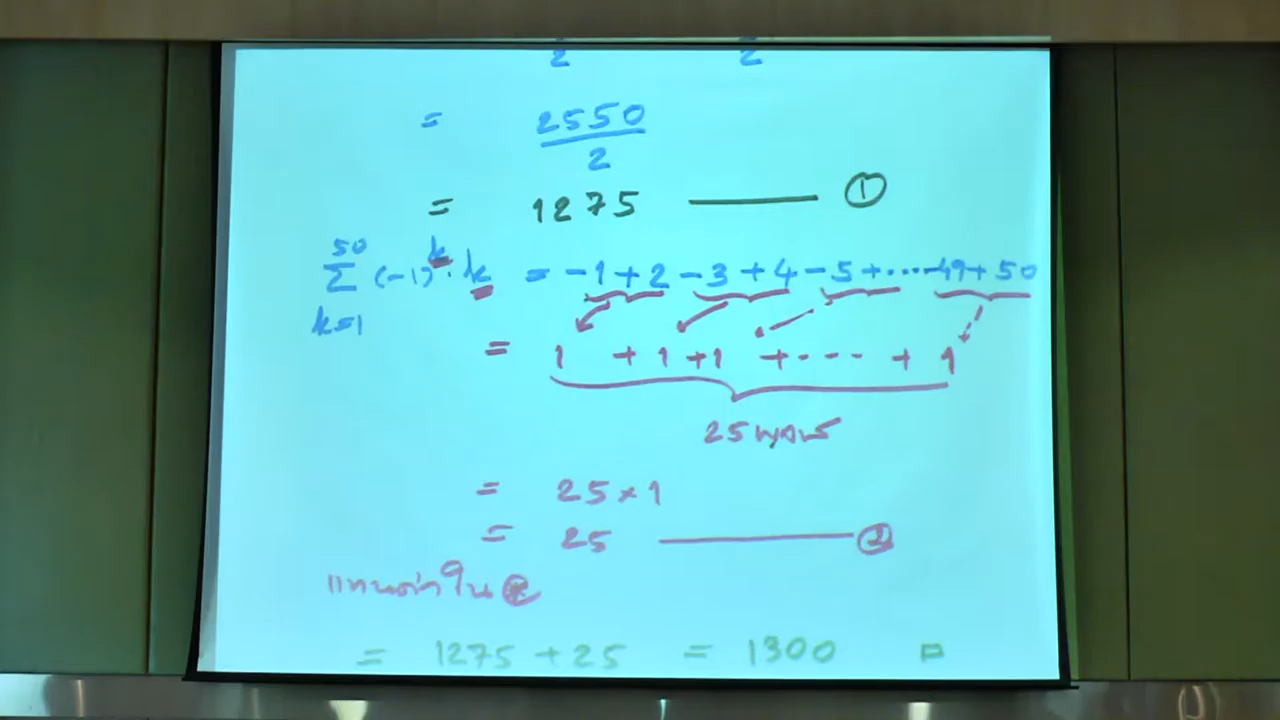 2 2
= 2550
2
= 1275 ——— ①
50
Σ (-1)^k · k = -1+2-3+4-5+....-49+50
k=1
= 1 + 1 +1 +---- + 1
25 พจน์
= 25×1
= 25 ——— ②
แทนค่าใน ⊛
= 1275 +25 = 1300 □